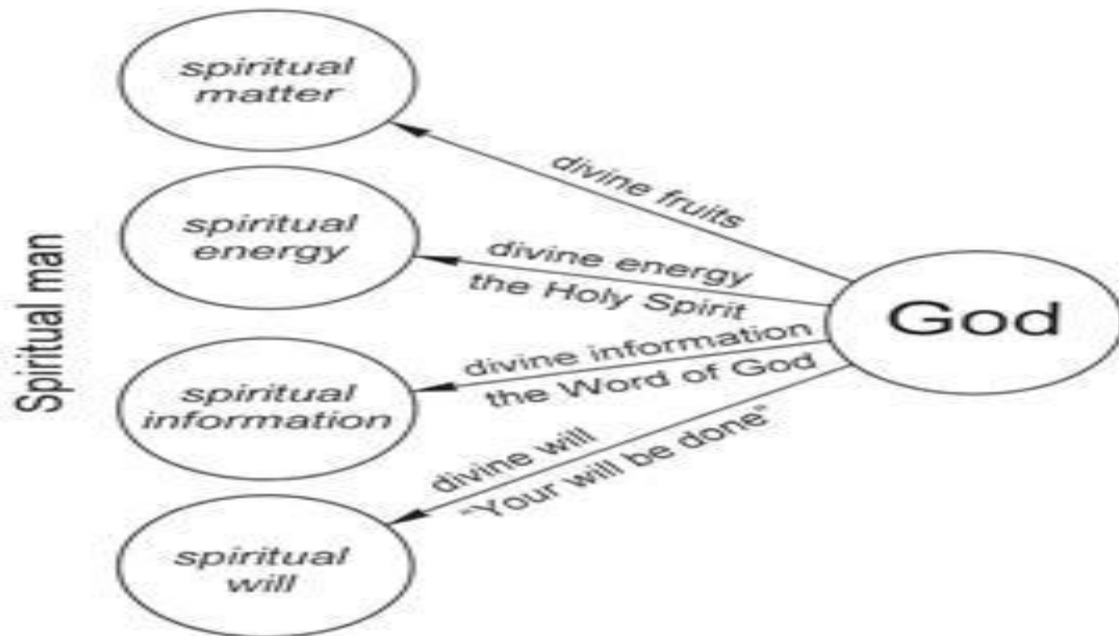 Spiritual man
spiritual
matter
spiritual
energy
spiritual
information
spiritual
will
divine fruits
divine energy
the Holy Spirit
divine information
the Word of God
divine will
"Your will be done"
God